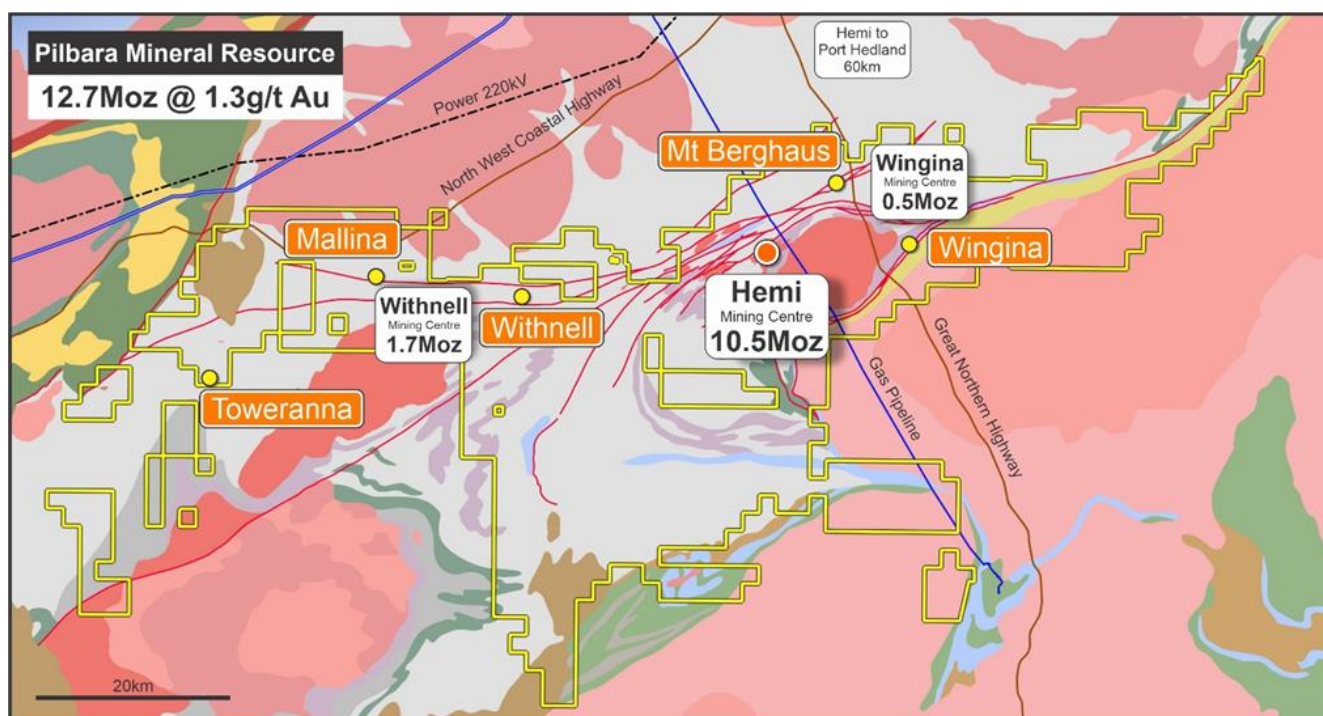 Pilbara Mineral Resource
12.7Moz @ 1.3g/t Au
Hemi to
Port Hedland
60km
Power 220kV
North West Coastal Highway
Mt Berghaus
Wingina
Mining Centre
0.5Moz
Mallina
Wingina
Withnell
Mining Centre
1.7Moz
Withnell
Hemi
Mining Centre
10.5Moz
Great Northern Highway
Gas Pipeline
Toweranna
20km